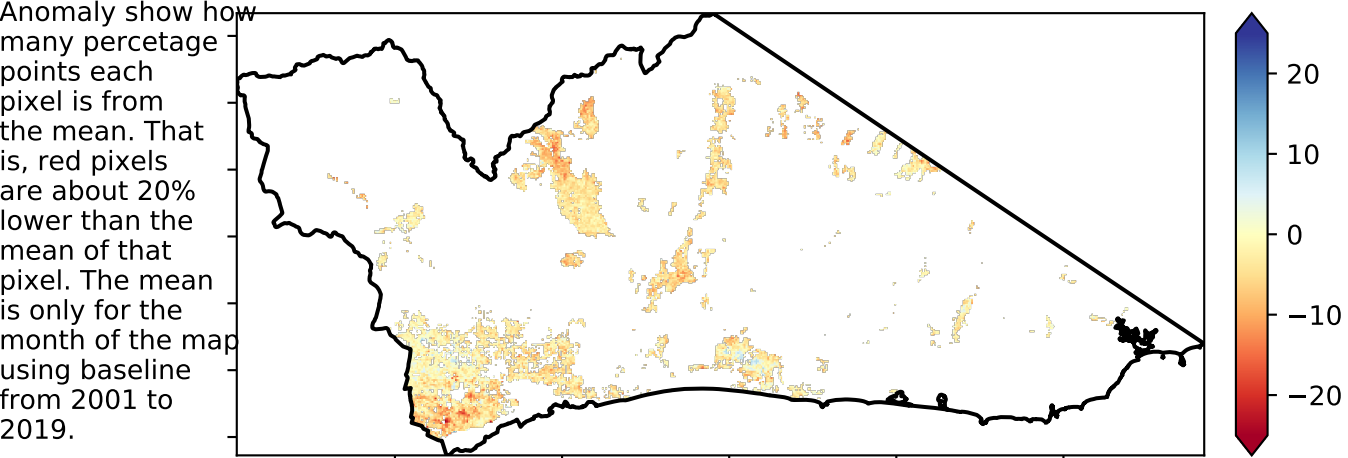 Anomaly show how
many percetage
points each
pixel is from
the mean. That
is, red pixels
are about 20%
lower than the
mean of that
pixel. The mean
is only for the
month of the map
using baseline
from 2001 to
2019.
20
10
0
−10
−20